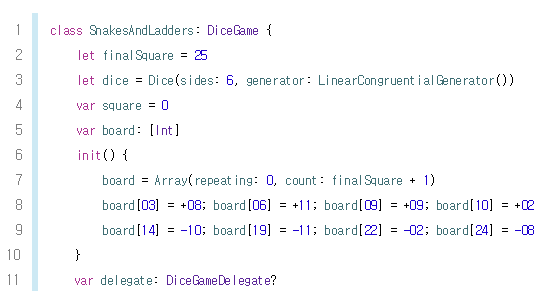 1 class SnakesAndLadders: DiceGame {
2 let finalSquare = 25
3 let dice = Dice(sides: 6, generator: LinearCongruentialGenerator())
4 var square = 0
5 var board: [Int]
6 init() {
7 board = Array(repeating: 0, count: finalSquare + 1)
8 board[03] = +08; board[06] = +11; board[09] = +09; board[10] = +02
9 board[14] = -10; board[19] = -11; board[22] = -02; board[24] = -08
10 }
11 var delegate: DiceGameDelegate?